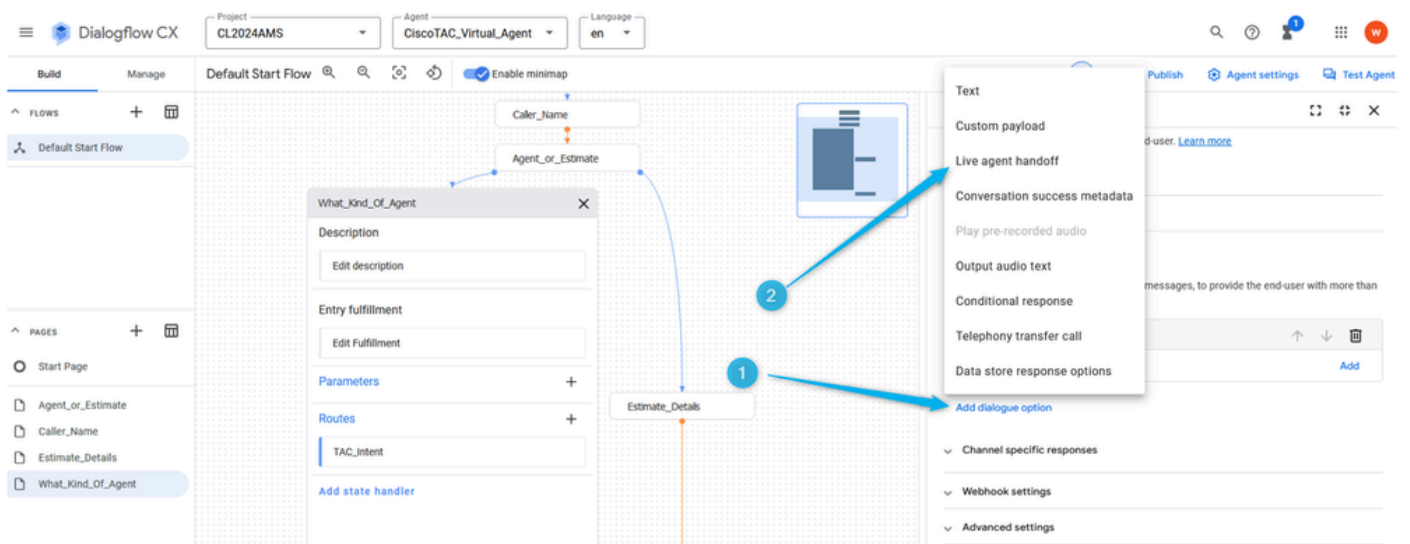 Dialogflow CX
Project
CL2024AMS
Agent
CiscoTAC_Virtual_Agent
Language
en
1
W
Build
Manage
Default Start Flow
Enable minimap
Publish
Agent settings
Test Agent
FLOWS
Default Start Flow
PAGES
Start Page
Agent_or_Estimate
Caller_Name
Estimate_Details
What_Kind_Of_Agent
Caller_Name
Agent_or_Estimate
What_Kind_Of_Agent
Description
Edit description
Entry fulfillment
Edit Fulfillment
Parameters
Routes
TAC_Intent
Add state handler
Estimate_Details
2
1
Text
Custom payload
Live agent handoff
Conversation success metadata
Play pre-recorded audio
Output audio text
Conditional response
Telephony transfer call
Data store response options
d-user. Learn more
messages, to provide the end-user with more than
Add
Add dialogue option
Channel specific responses
Webhook settings
Advanced settings